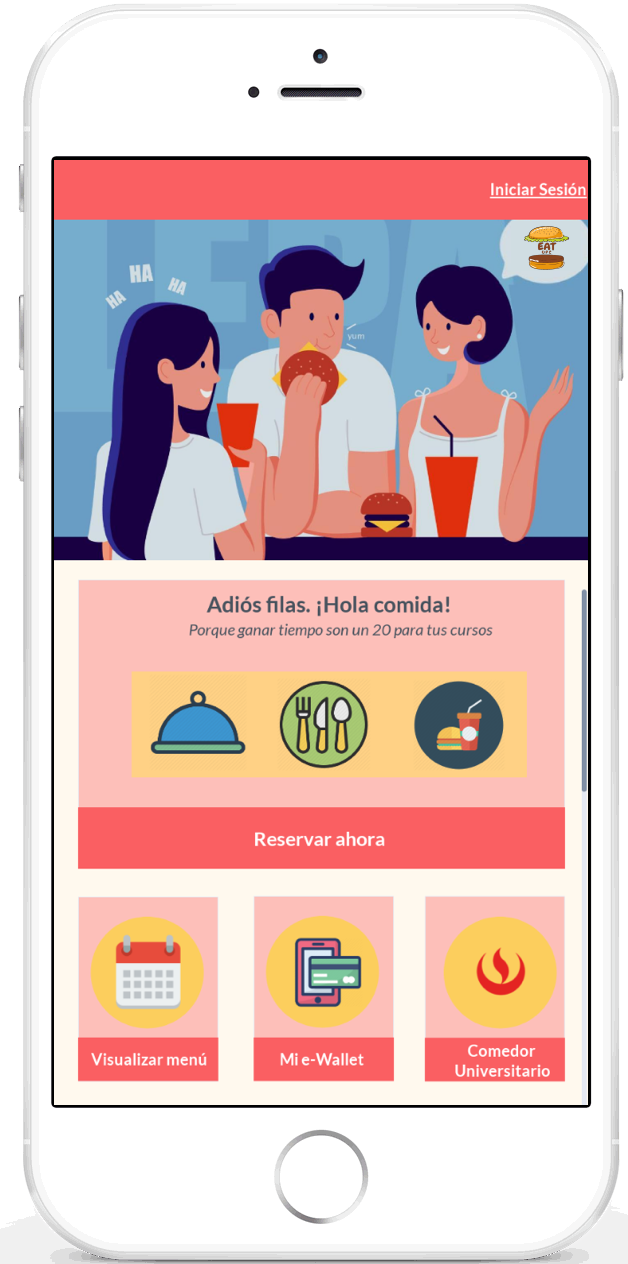 Iniciar Sesión
EAT
UPC
HA
HA
HA
yum
Adiós filas. ¡Hola comida!
Porque ganar tiempo son un 20 para tus cursos
Reservar ahora
Visualizar menú
Mi e-Wallet
Comedor
Universitario